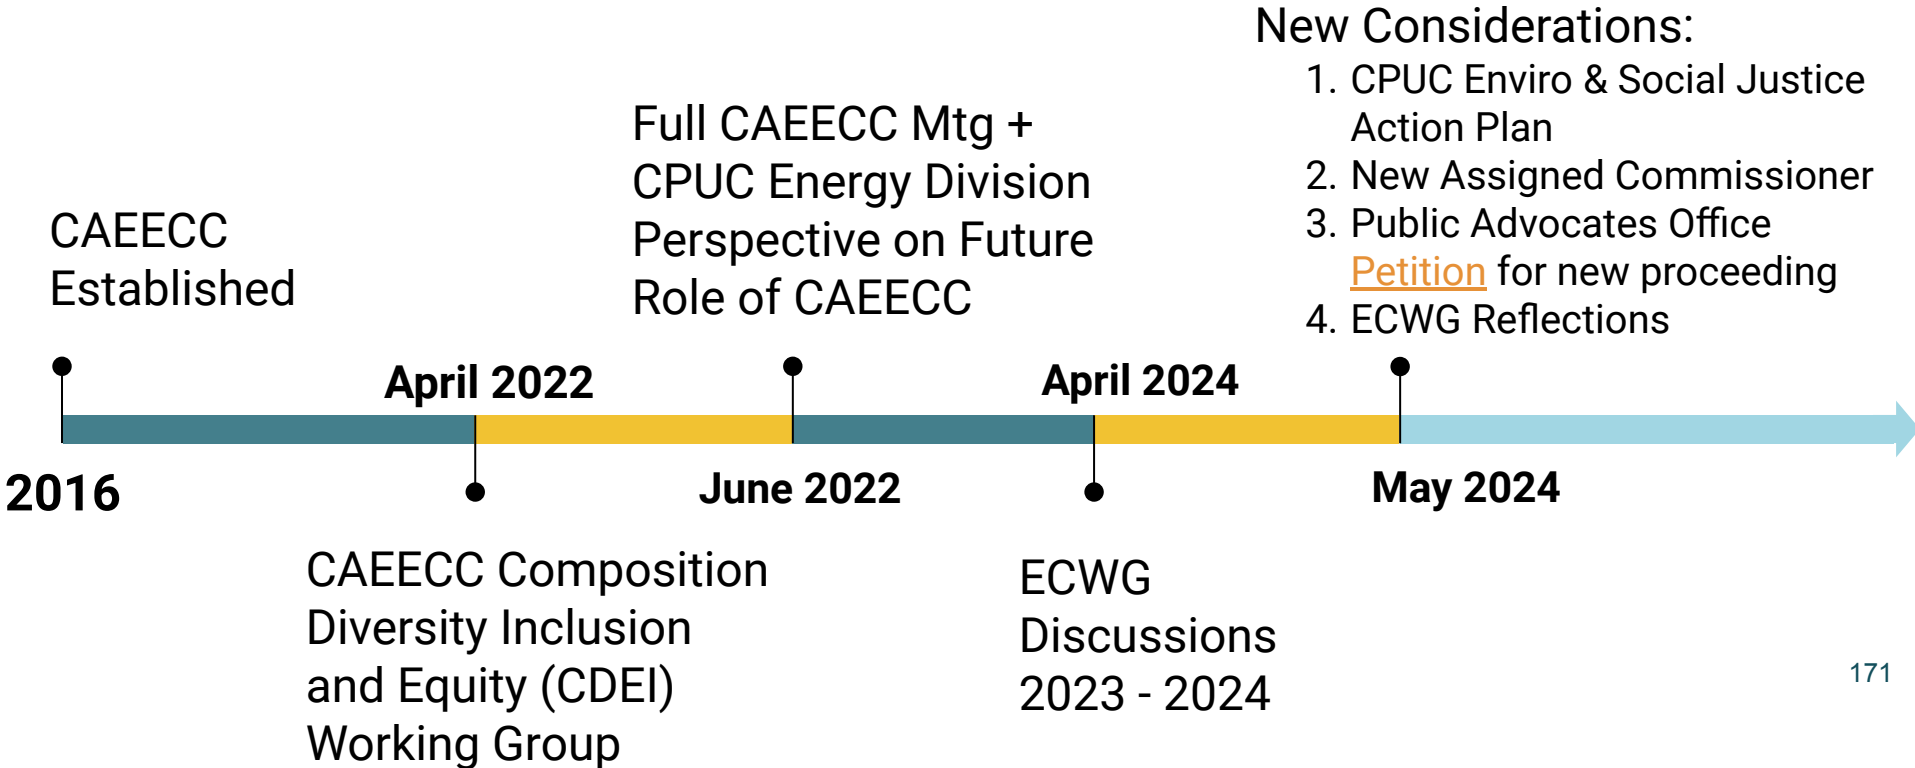 CAEECC
Established
2016
April 2022
CAEECC Composition
Diversity Inclusion
and Equity (CDEI)
Working Group
Full CAEECC Mtg +
CPUC Energy Division
Perspective on Future
Role of CAEECC
June 2022
April 2024
ECWG
Discussions
2023 - 2024
New Considerations:
1. CPUC Enviro & Social Justice
Action Plan
2. New Assigned Commissioner
3. Public Advocates Office
Petition for new proceeding
4. ECWG Reflections
May 2024
171